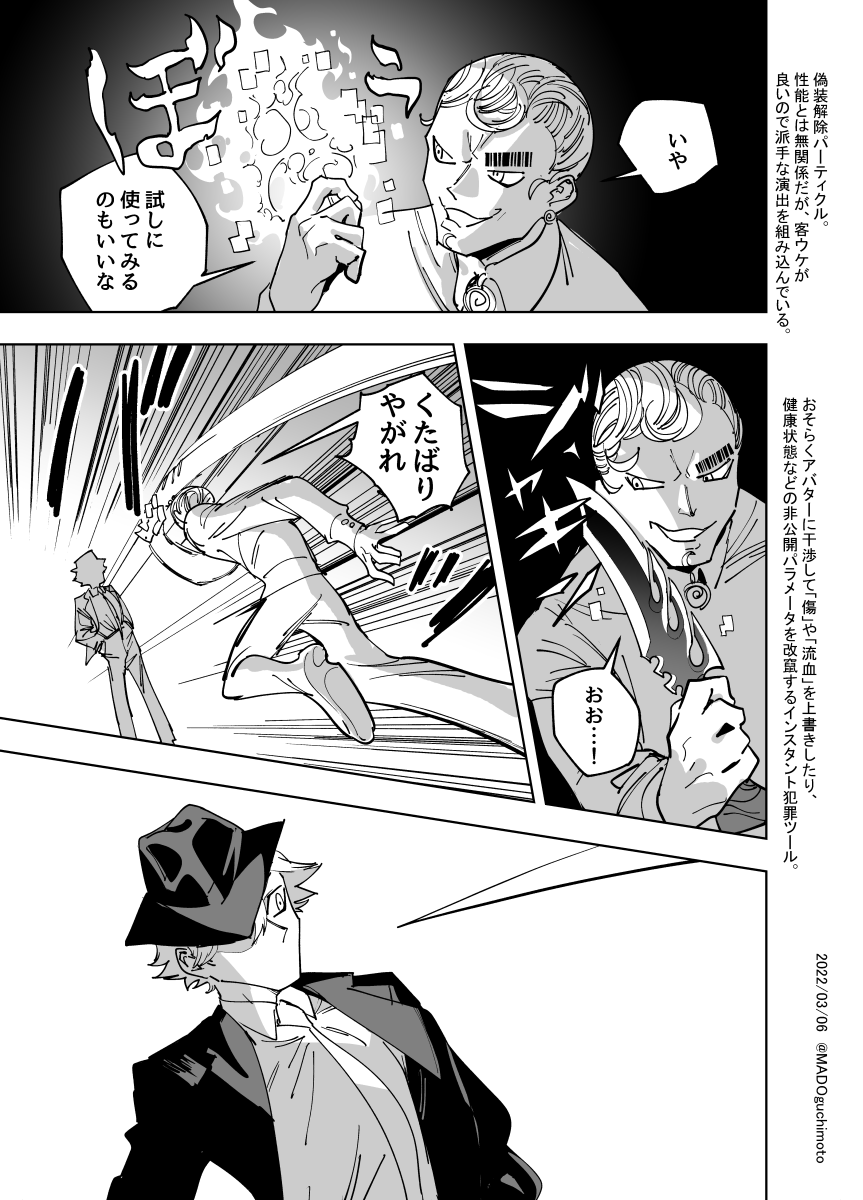 偽装解除パーティクル。
性能とは無関係だが、客ウケが
良いので派手な演出を組み込んでいる。
いや
ぼうっ
試しに
使ってみる
のもいいな
おそらくアバターに干渉して「傷」や「流血」を上書きしたり、
健康状態などの非公開パラメータを改竄するインスタント犯罪ツール。
おお…！
くたばり
やがれ
2022/03/06 @MADOguchimoto